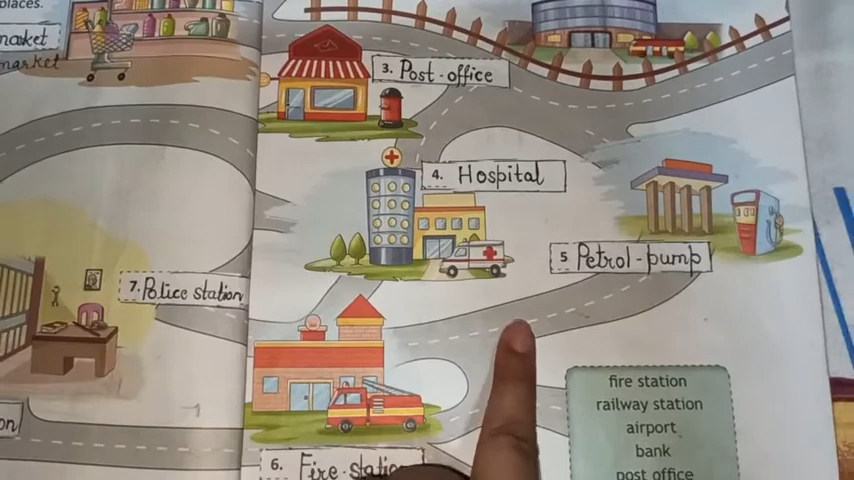 places.
market
market
3. Post-office
4. Hospital
5 Petrol-pump
7. Police station
6. Fire-station
fire station
railway station
airport
bank
post office